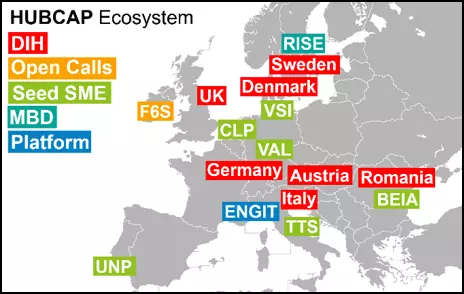 HUBCAP Ecosystem
DIH
Open Calls
Seed SME
MBD
Platform
RISE
Sweden
Denmark
UK
VSI
F6S
CLP
VAL
Germany
Austria
Romania
Italy
BEIA
ENGIT
TTS
UNP